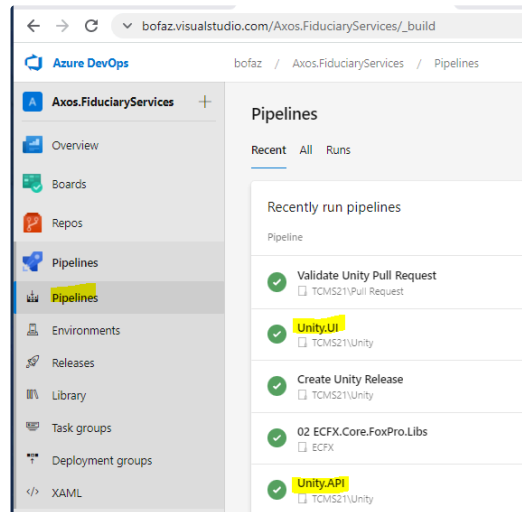 bofaz.visualstudio.com/Axos.FiduciaryServices/_build
Azure DevOps
bofaz / Axos.FiduciaryServices / Pipelines
A Axos.FiduciaryServices +
Overview
Boards
Repos
Pipelines
Pipelines
Environments
Releases
Library
Task groups
Deployment groups
XAML
Pipelines
Recent All Runs
Recently run pipelines
Pipeline
Validate Unity Pull Request
TCMS21\Pull Request
Unity.UI
TCMS21\Unity
Create Unity Release
TCMS21\Unity
02 ECFX.Core.FoxPro.Libs
ECFX
Unity.API
TCMS21\Unity